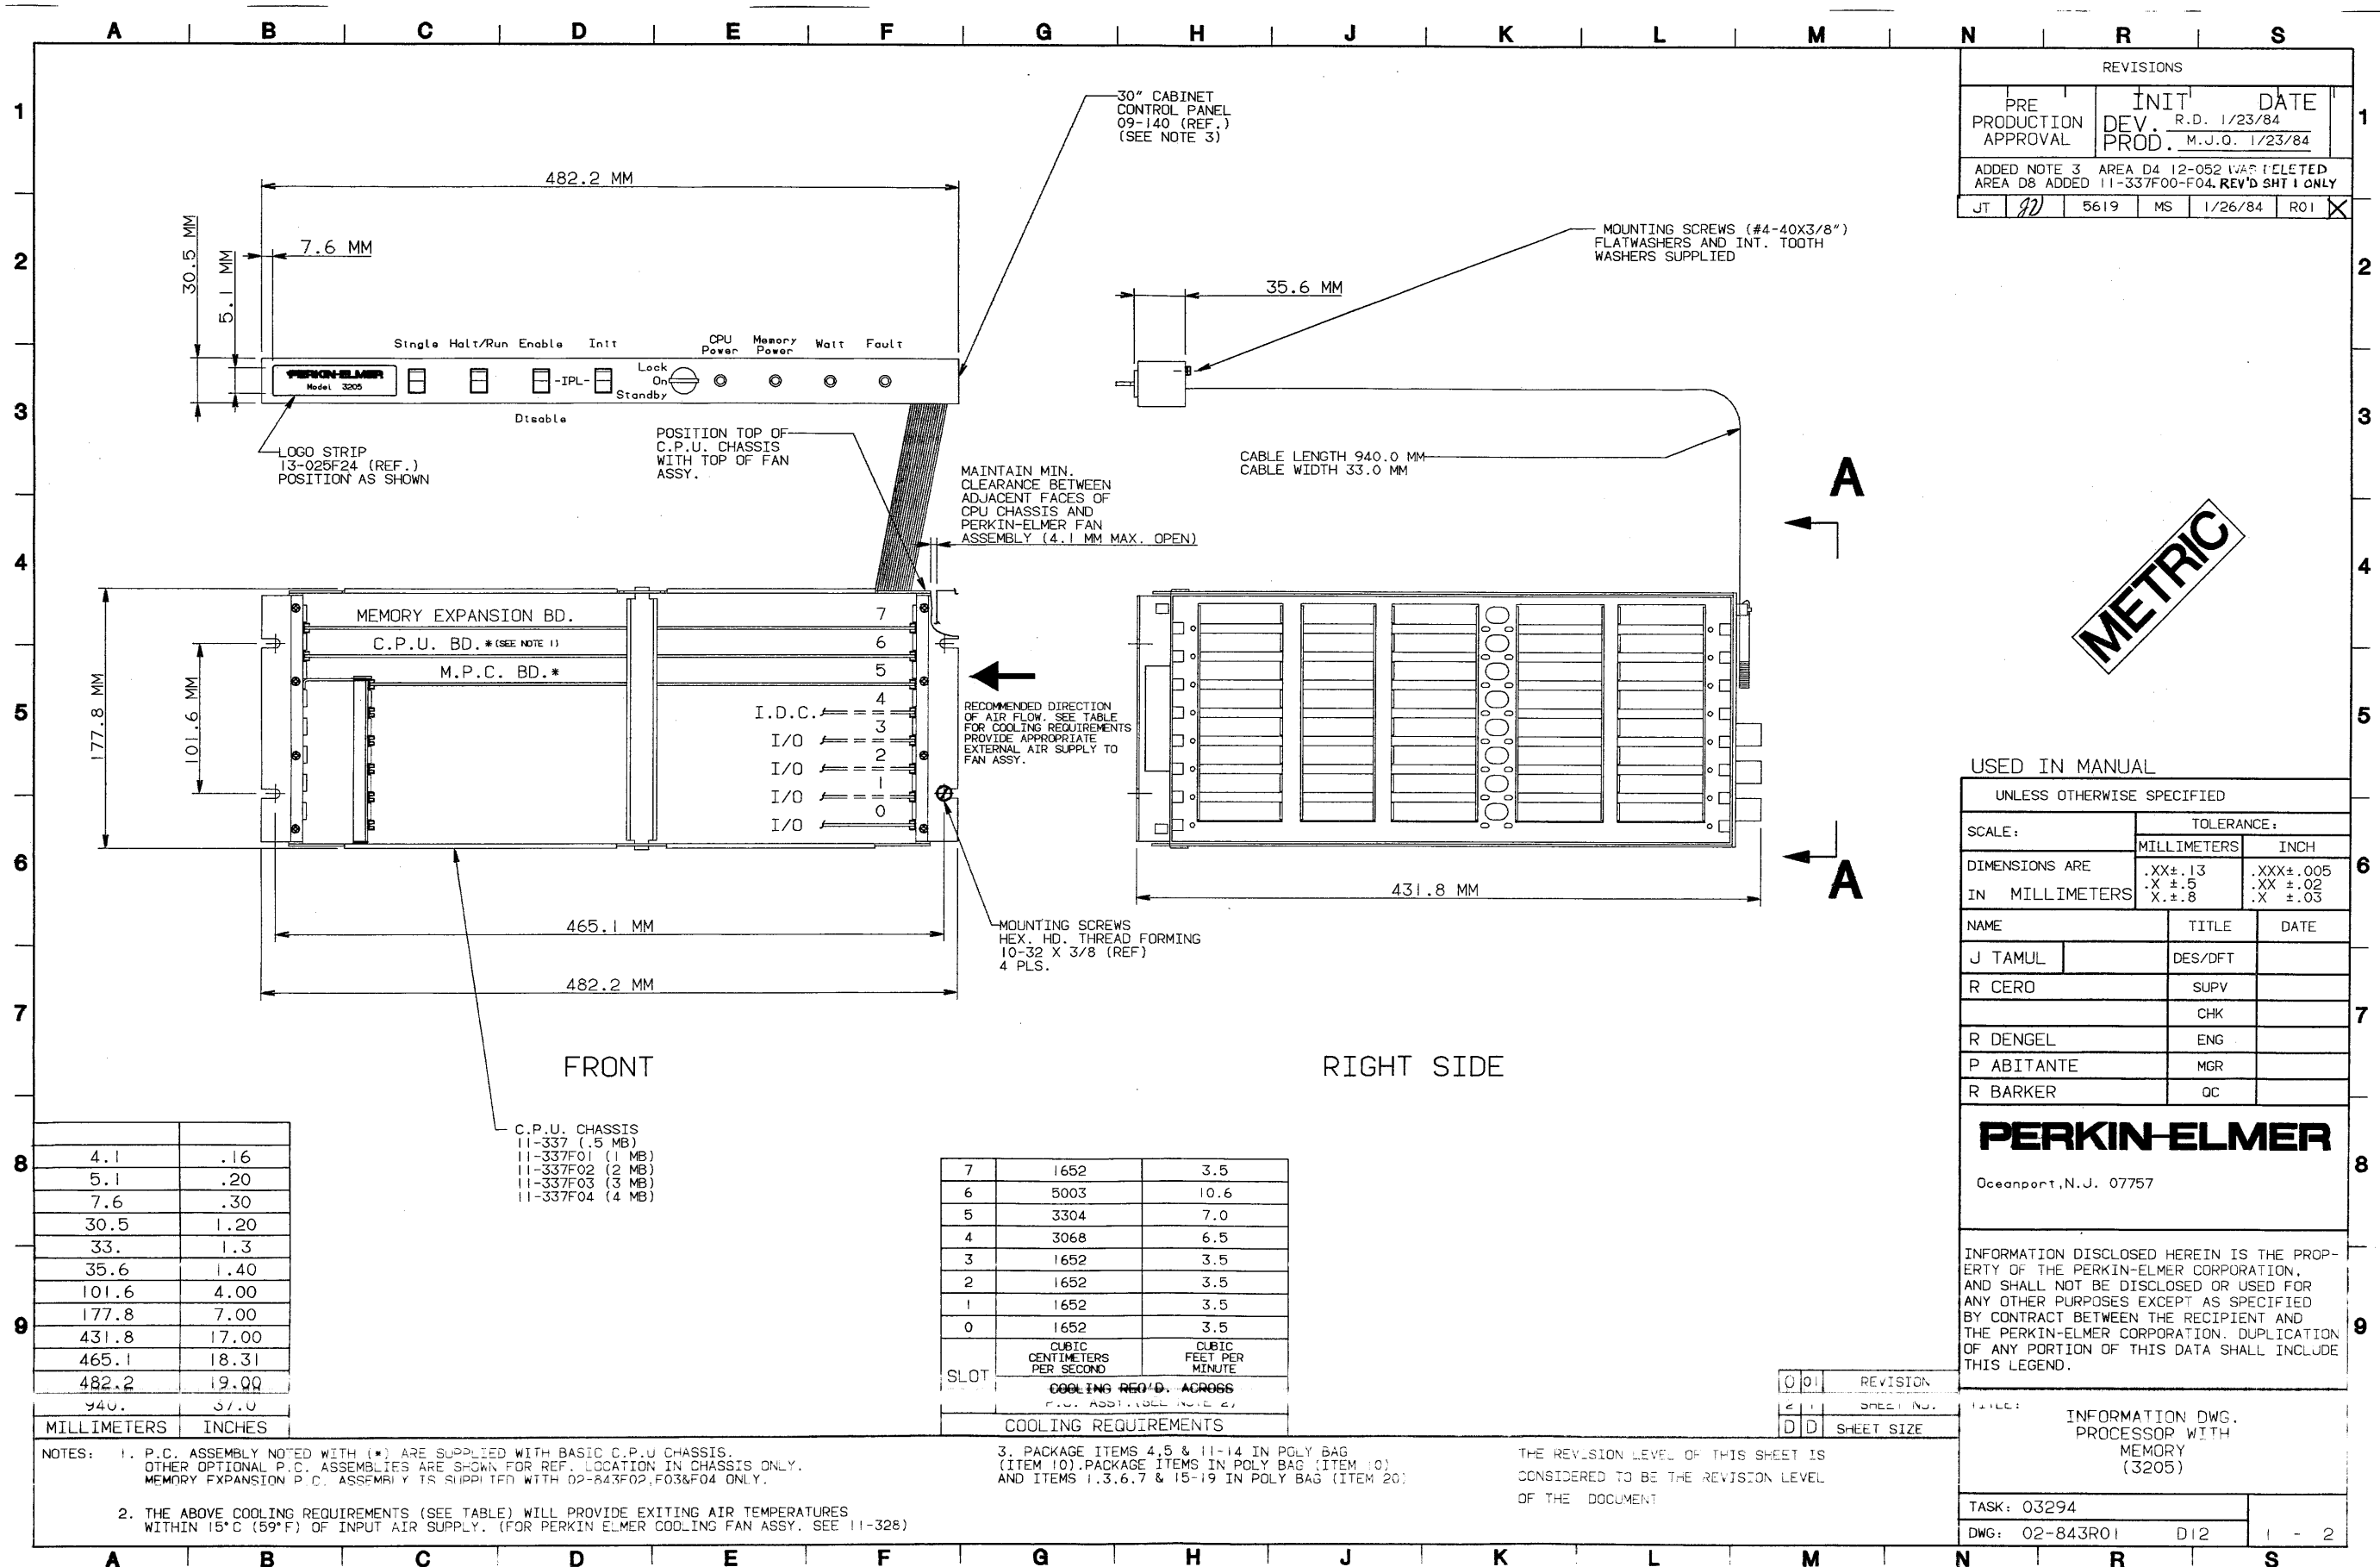 A B C D E F G H J K L M N R S
1
2
3
4
5
6
7
8
9
REVISIONS
PRE PRODUCTION APPROVAL
INIT DATE
DEV. R.D. 1/23/84
PROD. M.J.Q. 1/23/84
ADDED NOTE 3 AREA D4 12-052 WAS DELETED
AREA D8 ADDED 11-337F00-F04. REV'D SHT 1 ONLY
JT 5619 MS 1/26/84 R01
30" CABINET
CONTROL PANEL
09-140 (REF.)
(SEE NOTE 3)
482.2 MM
30.5 MM
5.1 MM
7.6 MM
MOUNTING SCREWS (#4-40X3/8")
FLATWASHERS AND INT. TOOTH
WASHERS SUPPLIED
35.6 MM
Single Halt/Run Enable Init
CPU Power
Memory Power
Wait
Fault
PERKIN-ELMER
Model 3205
-IPL-
Lock
On
Standby
Disable
LOGO STRIP
13-025F24 (REF.)
POSITION AS SHOWN
POSITION TOP OF
C.P.U. CHASSIS
WITH TOP OF FAN
ASSY.
MAINTAIN MIN.
CLEARANCE BETWEEN
ADJACENT FACES OF
CPU CHASSIS AND
PERKIN-ELMER FAN
ASSEMBLY (4.1 MM MAX. OPEN)
CABLE LENGTH 940.0 MM
CABLE WIDTH 33.0 MM
A
METRIC
177.8 MM
101.6 MM
MEMORY EXPANSION BD. 7
C.P.U. BD. * (SEE NOTE 1) 6
M.P.C. BD. * 5
4
I.D.C.
3
I/O
2
I/O
1
I/O
0
I/O
RECOMMENDED DIRECTION
OF AIR FLOW. SEE TABLE
FOR COOLING REQUIREMENTS
PROVIDE APPROPRIATE
EXTERNAL AIR SUPPLY TO
FAN ASSY.
A
431.8 MM
465.1 MM
482.2 MM
MOUNTING SCREWS
HEX. HD. THREAD FORMING
10-32 X 3/8 (REF)
4 PLS.
FRONT
RIGHT SIDE
C.P.U. CHASSIS
11-337 (.5 MB)
11-337F01 (1 MB)
11-337F02 (2 MB)
11-337F03 (3 MB)
11-337F04 (4 MB)
USED IN MANUAL
UNLESS OTHERWISE SPECIFIED
SCALE:
TOLERANCE:
MILLIMETERS INCH
DIMENSIONS ARE
IN MILLIMETERS
.XX±.13 .XXX±.005
.X ±.5 .XX ±.02
X.±.8 .X ±.03
NAME TITLE DATE
J TAMUL DES/DFT
R CERO SUPV
CHK
R DENGEL ENG
P ABITANTE MGR
R BARKER QC
PERKIN-ELMER
Oceanport, N.J. 07757
INFORMATION DISCLOSED HEREIN IS THE PROP-
ERTY OF THE PERKIN-ELMER CORPORATION,
AND SHALL NOT BE DISCLOSED OR USED FOR
ANY OTHER PURPOSES EXCEPT AS SPECIFIED
BY CONTRACT BETWEEN THE RECIPIENT AND
THE PERKIN-ELMER CORPORATION. DUPLICATION
OF ANY PORTION OF THIS DATA SHALL INCLUDE
THIS LEGEND.
4.1 .16
5.1 .20
7.6 .30
30.5 1.20
33. 1.3
35.6 1.40
101.6 4.00
177.8 7.00
431.8 17.00
465.1 18.31
482.2 19.00
940. 37.0
MILLIMETERS INCHES
7 1652 3.5
6 5003 10.6
5 3304 7.0
4 3068 6.5
3 1652 3.5
2 1652 3.5
1 1652 3.5
0 1652 3.5
SLOT
CUBIC CENTIMETERS PER SECOND
CUBIC FEET PER MINUTE
COOLING REQ'D. ACROSS
P.C. ASSY. (SEE NOTE 2)
COOLING REQUIREMENTS
0 01 REVISION
2 1 SHEET NO.
D D SHEET SIZE
TITLE:
INFORMATION DWG.
PROCESSOR WITH
MEMORY
(3205)
TASK: 03294
DWG: 02-843R01 D12 1 - 2
NOTES: 1. P.C. ASSEMBLY NOTED WITH (*) ARE SUPPLIED WITH BASIC C.P.U CHASSIS.
OTHER OPTIONAL P.C. ASSEMBLIES ARE SHOWN FOR REF. LOCATION IN CHASSIS ONLY.
MEMORY EXPANSION P.C. ASSEMBLY IS SUPPLIED WITH 02-843F02,F03&F04 ONLY.
2. THE ABOVE COOLING REQUIREMENTS (SEE TABLE) WILL PROVIDE EXITING AIR TEMPERATURES
WITHIN 15°C (59°F) OF INPUT AIR SUPPLY. (FOR PERKIN ELMER COOLING FAN ASSY. SEE 11-328)
3. PACKAGE ITEMS 4,5 & 11-14 IN POLY BAG
(ITEM 10).PACKAGE ITEMS IN POLY BAG (ITEM 10)
AND ITEMS 1.3.6.7 & 15-19 IN POLY BAG (ITEM 20)
THE REVISION LEVEL OF THIS SHEET IS
CONSIDERED TO BE THE REVISION LEVEL
OF THE DOCUMENT
A B C D E F G H J K L M N R S